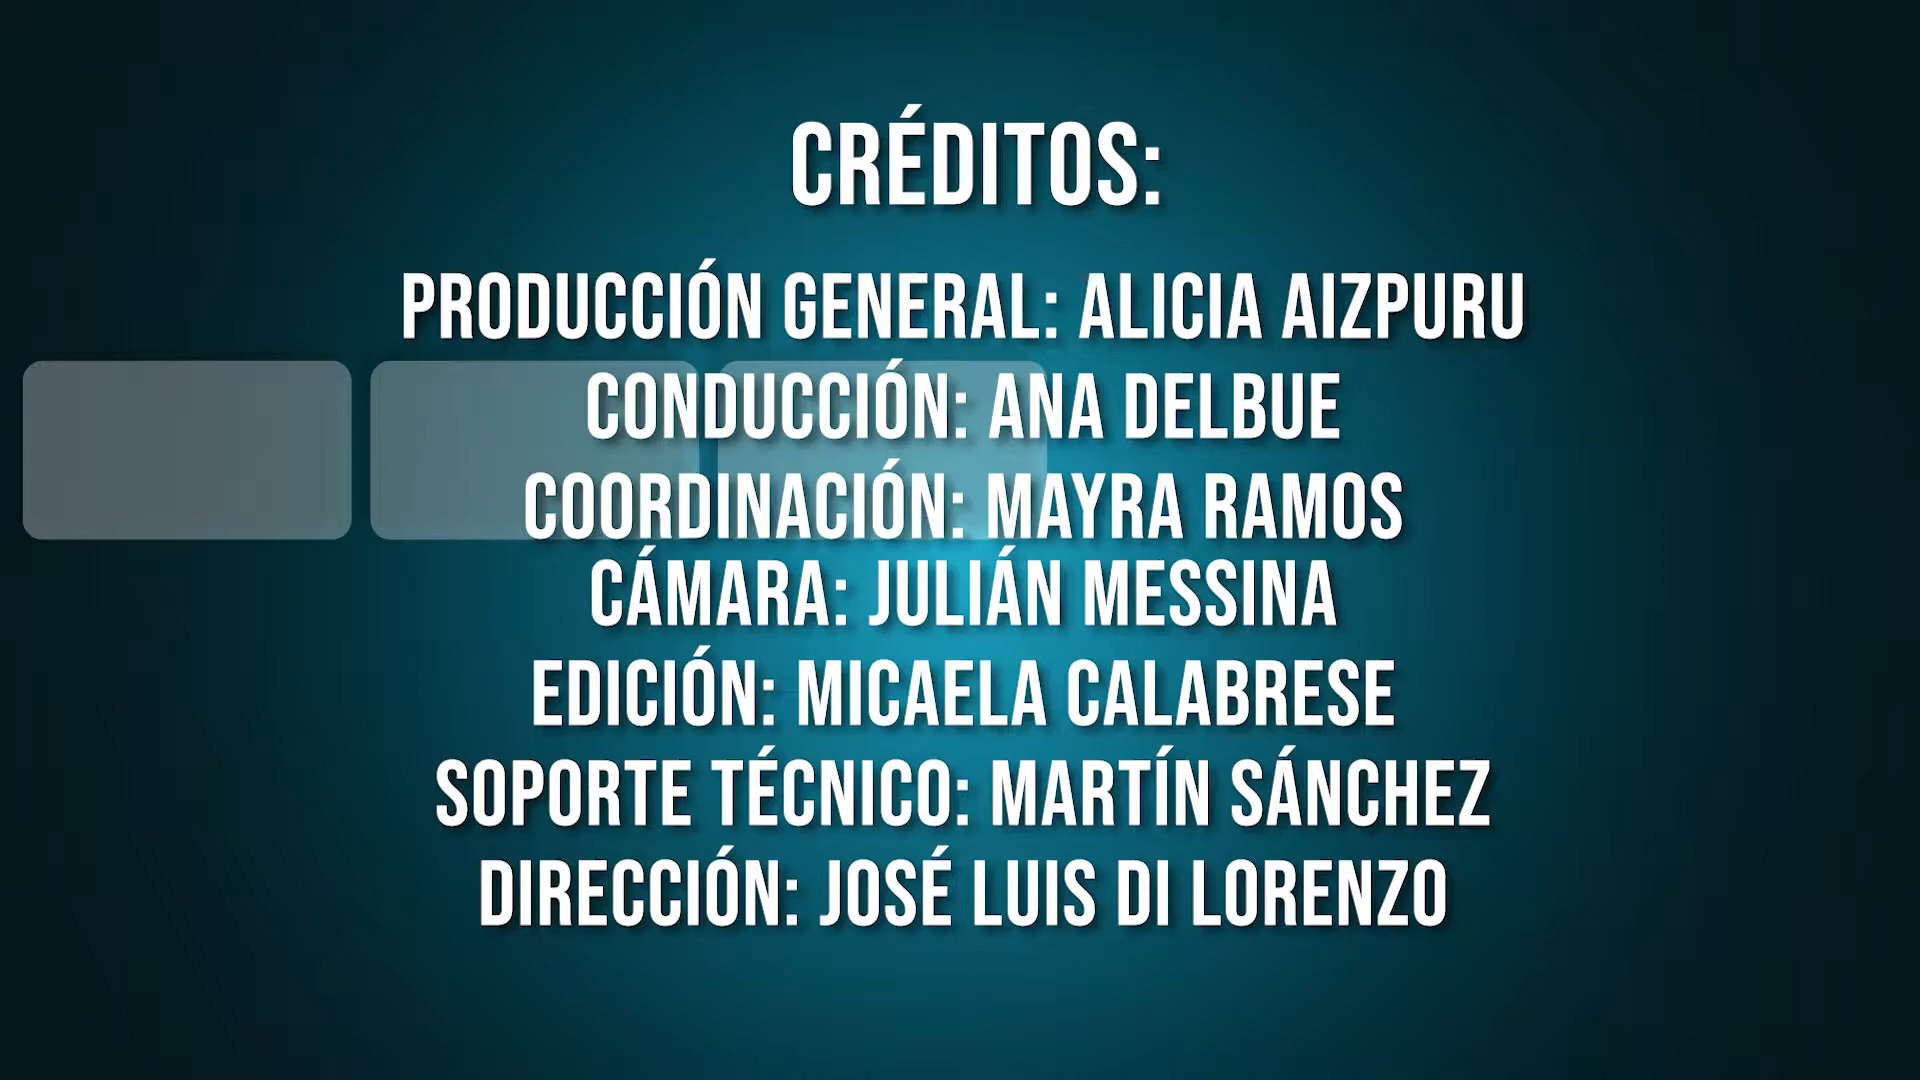 CRÉDITOS:
PRODUCCIÓN GENERAL: ALICIA AIZPURU
CONDUCCIÓN: ANA DELBUE
COORDINACIÓN: MAYRA RAMOS
CÁMARA: JULIÁN MESSINA
EDICIÓN: MICAELA CALABRESE
SOPORTE TÉCNICO: MARTÍN SÁNCHEZ
DIRECCIÓN: JOSÉ LUIS DI LORENZO